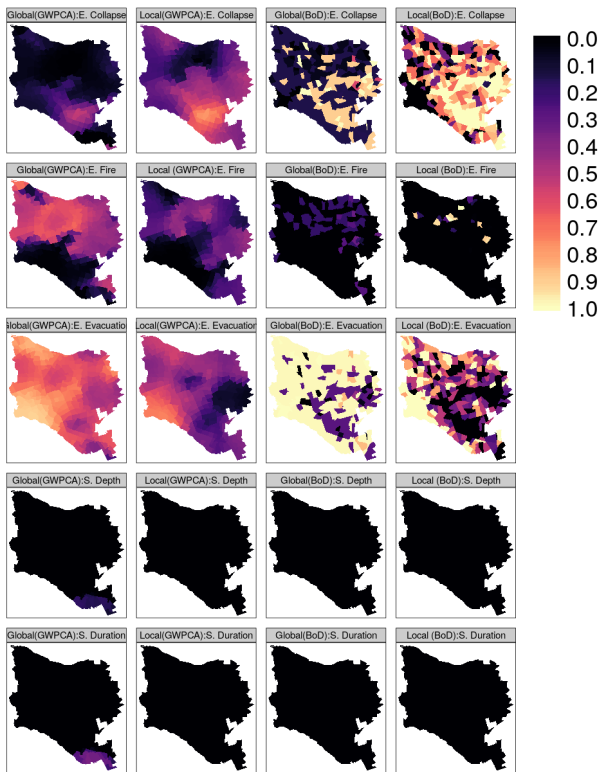 Global(GWPCA):E. Collapse
Local(GWPCA):E. Collapse
Global(BoD):E. Collapse
Local(BoD):E. Collapse
0.0
0.1
0.2
0.3
0.4
0.5
0.6
0.7
0.8
0.9
1.0
Global(GWPCA):E. Fire
Local (GWPCA):E. Fire
Global(BoD):E. Fire
Local (BoD):E. Fire
Global(GWPCA):E. Evacuation
Local(GWPCA):E. Evacuation
Global(BoD):E. Evacuation
Local (BoD):E. Evacuation
Global(GWPCA):S. Depth
Local(GWPCA):S. Depth
Global(BoD):S. Depth
Local (BoD):S. Depth
Global(GWPCA):S. Duration
Local(GWPCA):S. Duration
Global(BoD):S. Duration
Local (BoD):S. Duration